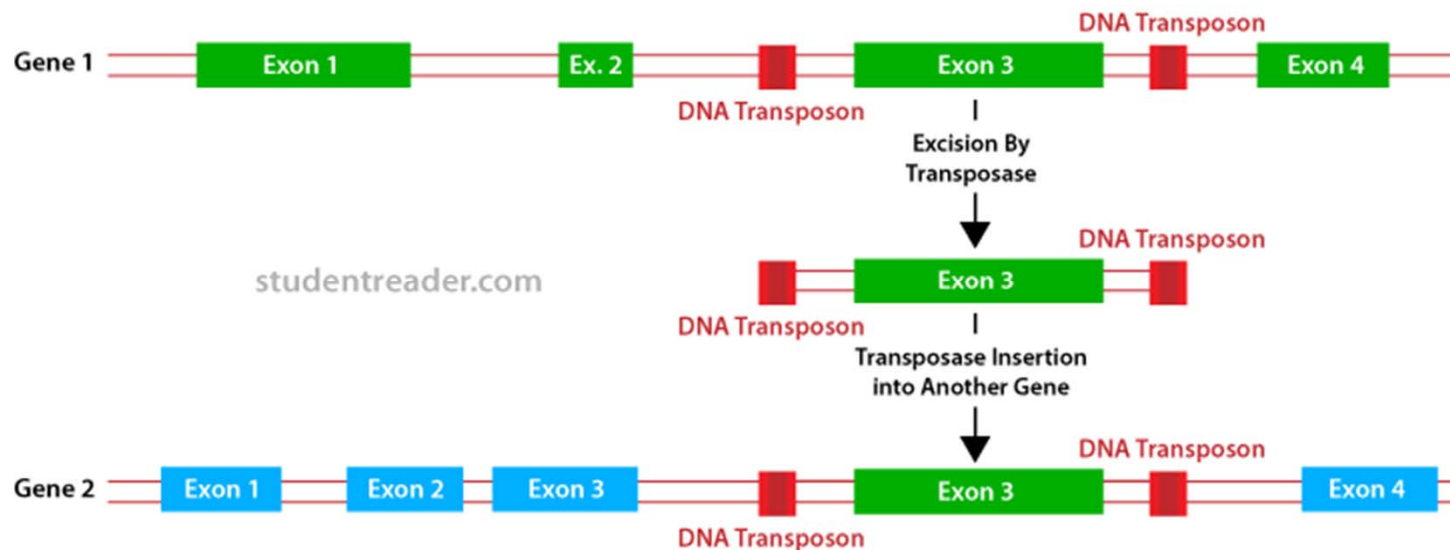 DNA Transposon
Gene 1 Exon 1 Ex. 2 Exon 3 Exon 4
DNA Transposon
Excision By
Transposase
DNA Transposon
studentreader.com Exon 3
DNA Transposon
Transposase Insertion
into Another Gene
DNA Transposon
Gene 2 Exon 1 Exon 2 Exon 3 Exon 3 Exon 4
DNA Transposon